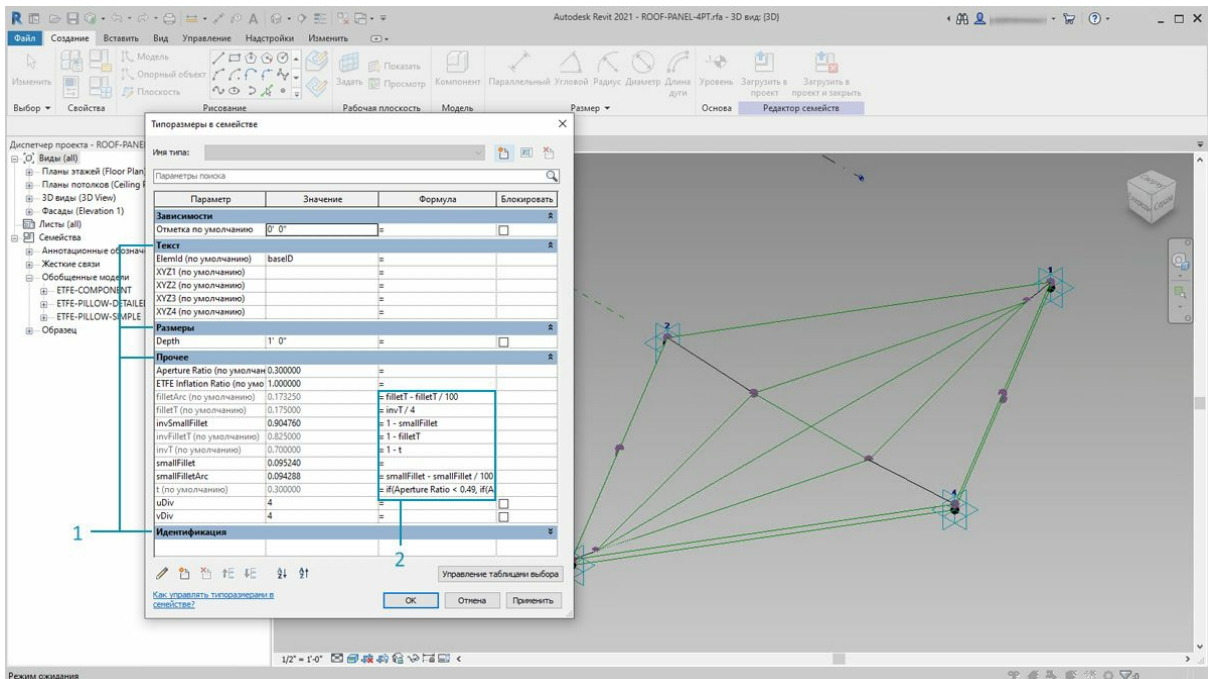 Autodesk Revit 2021 - ROOF-PANEL-4PT.rfa - 3D вид: {3D}
Файл Создание Вставить Вид Управление Надстройки Изменить
Изменить
Модель
Опорный объект
Плоскость
Задать
Показать
Просмотр
Компонент
Параллельный Угловой Радиус Диаметр Длина дуги
Уровень
Загрузить в проект
Загрузить в проект и закрыть
Выбор Свойства Рисование Рабочая плоскость Модель Размер Основа Редактор семейств
Диспетчер проекта - ROOF-PANE
Виды (all)
Планы этажей (Floor Plan)
Планы потолков (Ceiling P
3D виды (3D View)
Фасады (Elevation 1)
Листы (all)
Семейства
Аннотационные обознач
Жесткие связи
Обобщенные модели
ETFE-COMPONENT
ETFE-PILLOW-DETAILE
ETFE-PILLOW-SIMPLE
Образец
Типоразмеры в семействе
Имя типа:
Параметры поиска
Параметр Значение Формула Блокировать
Зависимости
Отметка по умолчанию 0' 0" =
Текст
ElemId (по умолчанию) baseID =
XYZ1 (по умолчанию) =
XYZ2 (по умолчанию) =
XYZ3 (по умолчанию) =
XYZ4 (по умолчанию) =
Размеры
Depth 1' 0" =
Прочее
Aperture Ratio (по умолчан 0.300000 =
ETFE Inflation Ratio (по умо 1.000000 =
filletArc (по умолчанию) 0.173250 = filletT - filletT / 100
filletT (по умолчанию) 0.175000 = invT / 4
invSmallFillet 0.904760 = 1 - smallFillet
invFilletT (по умолчанию) 0.825000 = 1 - filletT
invT (по умолчанию) 0.700000 = 1 - t
smallFillet 0.095240 =
smallFilletArc 0.094288 = smallFillet - smallFillet / 100
t (по умолчанию) 0.300000 = if(Aperture Ratio < 0.49, if(A
uDiv 4 =
vDiv 4 =
Идентификация
1
2
Управление таблицами выбора
Как управлять типоразмерами в семействе?
ОК Отмена Применить
1
2
4
1/2" = 1'-0"
Режим ожидания